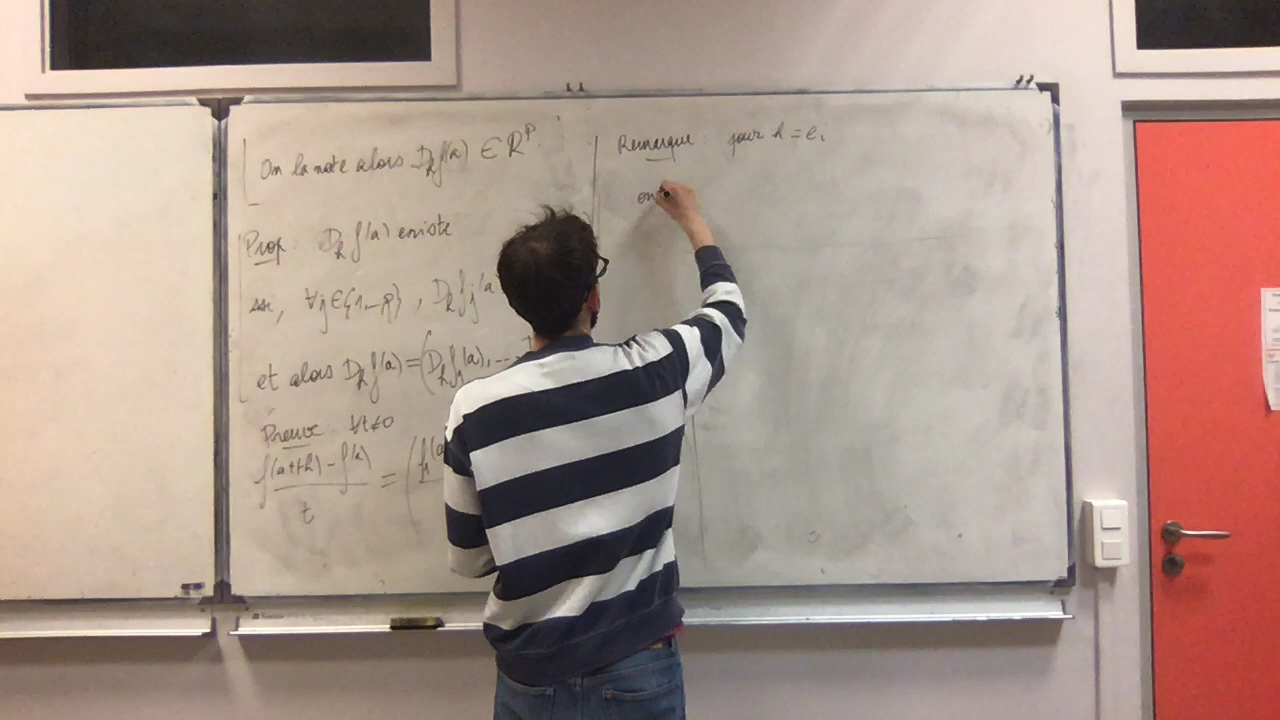 On la note alors D_h f(a) ∈ ℝ^p
Prop : D_h f(a) existe
ssi, ∀j∈{1,...,p}, D_h f_j(a
et alors D_h f(a) = (D_h f_1(a), ...
Preuve ∀t≠0
f(a+th) - f(a)
= (f_1(a
t
Remarque : pour h = e_i
on